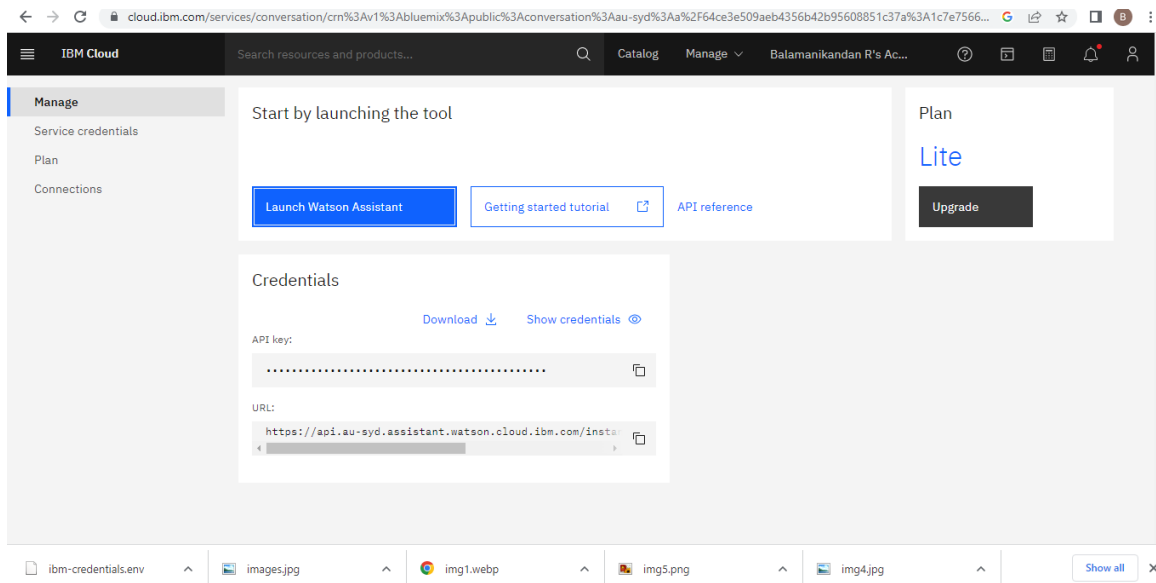 cloud.ibm.com/services/conversation/crn%3Av1%3Abluemix%3Apublic%3Aconversation%3Aau-syd%3Aa%2F64ce3e509aeb4356b42b95608851c37a%3A1c7e7566...
G
B
IBM Cloud
Search resources and products...
Catalog
Manage
Balamanikandan R's Ac...
Manage
Service credentials
Plan
Connections
Start by launching the tool
Launch Watson Assistant
Getting started tutorial
API reference
Plan
Lite
Upgrade
Credentials
Download
Show credentials
API key:
••••••••••••••••••••••••••••••••••••••••••••
URL:
https://api.au-syd.assistant.watson.cloud.ibm.com/insta
ibm-credentials.env
images.jpg
img1.webp
img5.png
img4.jpg
Show all